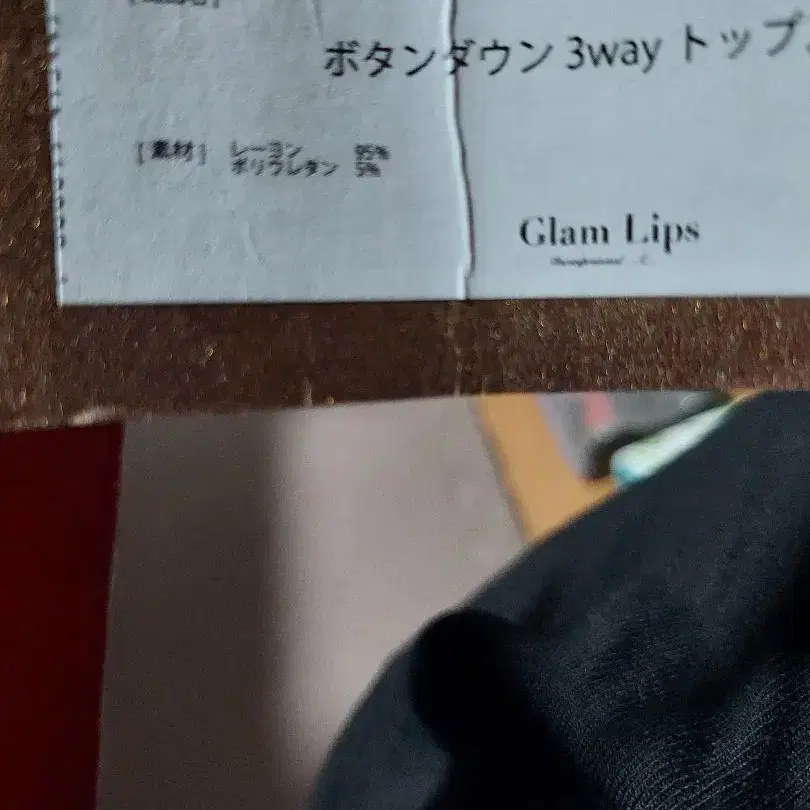 ボタンダウン 3way トップ
[素材] レーヨン 95%
ポリウレタン 5%
Glam Lips